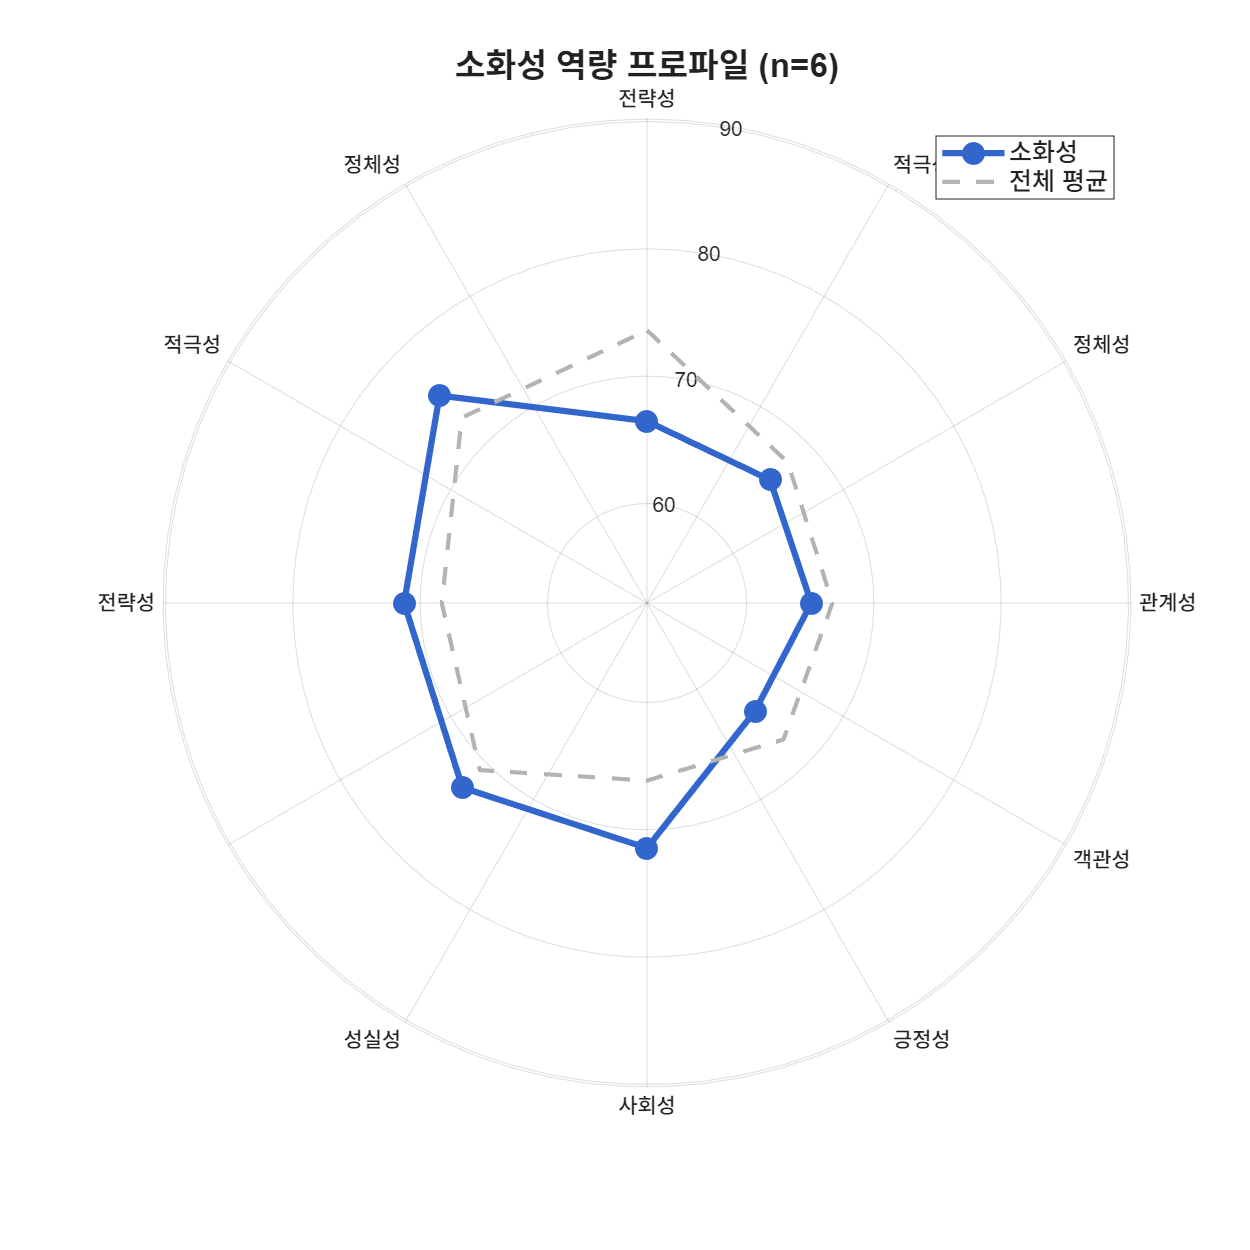 소화성 역량 프로파일 (n=6)
전략성
90
정체성
적극
소화성
전체 평균
80
적극성
정체성
70
60
전략성
관계성
객관성
성실성
긍정성
사회성